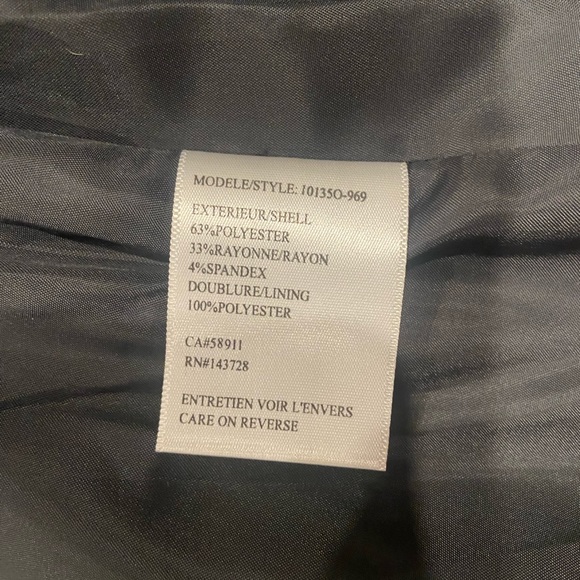 MODELE/STYLE: 10135O-969
EXTERIEUR/SHELL
63%POLYESTER
33%RAYONNE/RAYON
4%SPANDEX
DOUBLURE/LINING
100%POLYESTER
CA#58911
RN#143728
ENTRETIEN VOIR L'ENVERS
CARE ON REVERSE